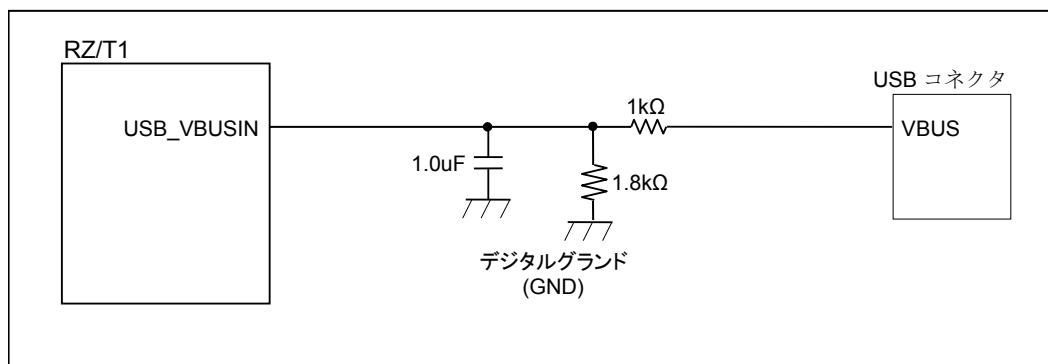 RZ/T1
USB コネクタ
1kΩ
USB_VBUSIN
VBUS
1.0uF
1.8kΩ
デジタルグランド
(GND)